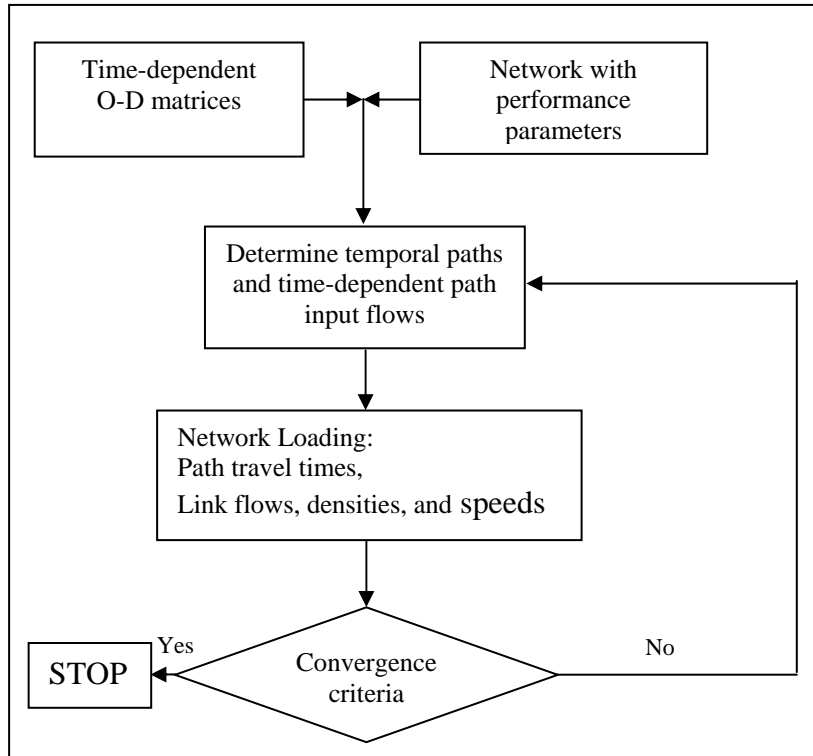 Time-dependent
O-D matrices
Network with
performance
parameters
Determine temporal paths
and time-dependent path
input flows
Network Loading:
Path travel times,
Link flows, densities, and speeds
Yes
No
STOP
Convergence
criteria